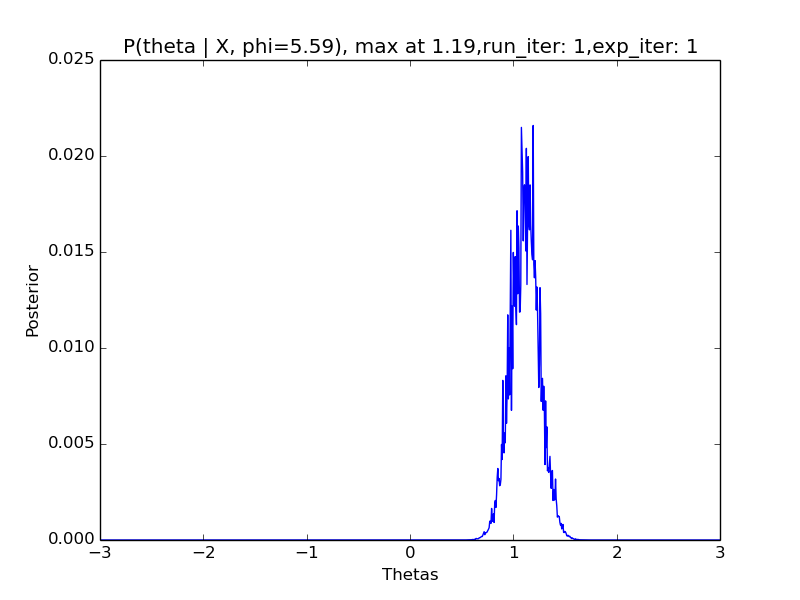 P(theta | X, phi=5.59), max at 1.19,run_iter: 1,exp_iter: 1
0.025
0.020
0.015
0.010
0.005
0.000
Posterior
−3 −2 −1 0 1 2 3
Thetas